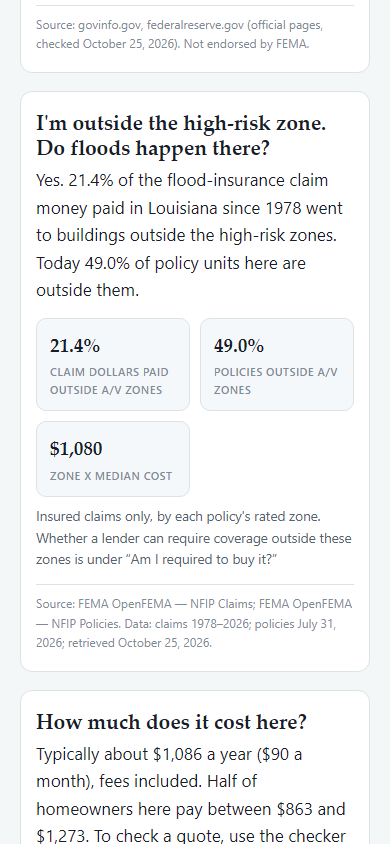 Source: govinfo.gov, federalreserve.gov (official pages,
checked October 25, 2026). Not endorsed by FEMA.
I'm outside the high-risk zone.
Do floods happen there?
Yes. 21.4% of the flood-insurance claim
money paid in Louisiana since 1978 went
to buildings outside the high-risk zones.
Today 49.0% of policy units here are
outside them.
21.4%
CLAIM DOLLARS PAID
OUTSIDE A/V ZONES
49.0%
POLICIES OUTSIDE A/V
ZONES
$1,080
ZONE X MEDIAN COST
Insured claims only, by each policy's rated zone.
Whether a lender can require coverage outside these
zones is under “Am I required to buy it?”
Source: FEMA OpenFEMA — NFIP Claims; FEMA OpenFEMA
— NFIP Policies. Data: claims 1978–2026; policies July 31,
2026; retrieved October 25, 2026.
How much does it cost here?
Typically about $1,086 a year ($90 a
month), fees included. Half of
homeowners here pay between $863 and
$1,273. To check a quote, use the checker